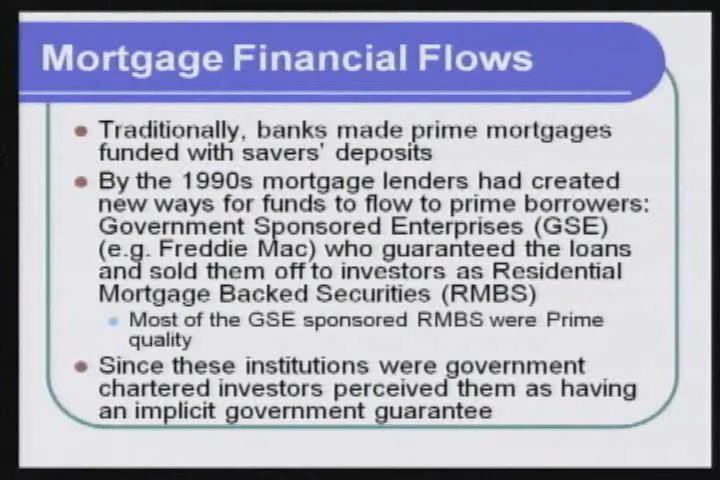 Mortgage Financial Flows
Traditionally, banks made prime mortgages
funded with savers' deposits
By the 1990s mortgage lenders had created
new ways for funds to flow to prime borrowers:
Government Sponsored Enterprises (GSE)
(e.g. Freddie Mac) who guaranteed the loans
and sold them off to investors as Residential
Mortgage Backed Securities (RMBS)
Most of the GSE sponsored RMBS were Prime
quality
Since these institutions were government
chartered investors perceived them as having
an implicit government guarantee